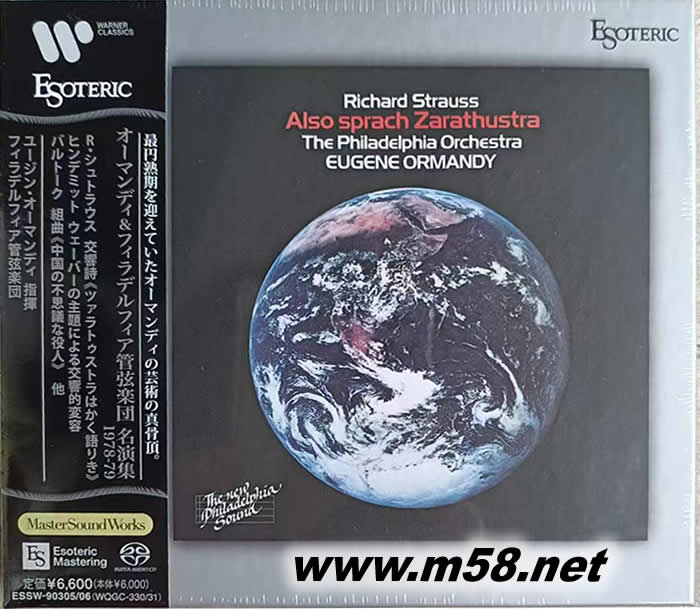 WARNER
CLASSICS
ESOTERIC
最円熟期を迎えていたオーマンディの芸術の真骨頂。
オーマンディ&フィラデルフィア管弦楽団 名演集
1978-79
R・シュトラウス 交響詩《ツァラトゥストラはかく語りき》
ヒンデミット ウェーバーの主題による交響的変容
バルトーク 組曲《中国の不思議な役人》 他
ユージン・オーマンディ 指揮
フィラデルフィア管弦楽団
MasterSoundWorks
ES
Esoteric
Mastering
SUPER AUDIO CD
定価¥6,600(本体¥6,000)
ESSW-90305/06 (WQGC-330/31)
ESOTERIC
Richard Strauss
Also sprach Zarathustra
The Philadelphia Orchestra
EUGENE ORMANDY
The new
Philadelphia
Sound
www.m58.net